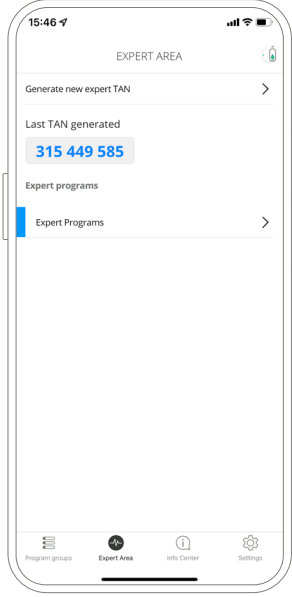 15:46
EXPERT AREA
Generate new expert TAN
Last TAN generated
315 449 585
Expert programs
Expert Programs
Program groups
Expert Area
Info Center
Settings